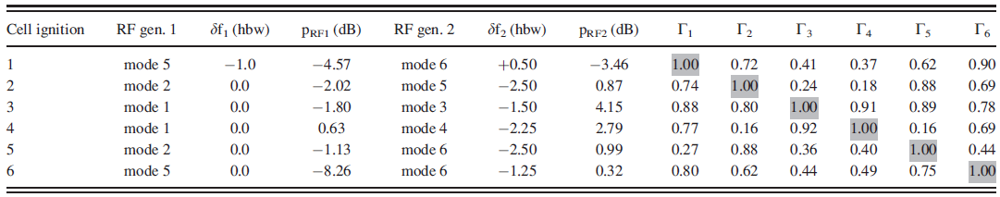 Cell ignition RF gen. 1 δf₁ (hbw) pRF1 (dB) RF gen. 2 δf₂ (hbw) pRF2 (dB) Γ₁ Γ₂ Γ₃ Γ₄ Γ₅ Γ₆
1 mode 5 −1.0 −4.57 mode 6 +0.50 −3.46 1.00 0.72 0.41 0.37 0.62 0.90
2 mode 2 0.0 −2.02 mode 5 −2.50 0.87 0.74 1.00 0.24 0.18 0.88 0.69
3 mode 1 0.0 −1.80 mode 3 −1.50 4.15 0.88 0.80 1.00 0.91 0.89 0.78
4 mode 1 0.0 0.63 mode 4 −2.25 2.79 0.77 0.16 0.92 1.00 0.16 0.69
5 mode 2 0.0 −1.13 mode 6 −2.50 0.99 0.27 0.88 0.36 0.40 1.00 0.44
6 mode 5 0.0 −8.26 mode 6 −1.25 0.32 0.80 0.62 0.44 0.49 0.75 1.00